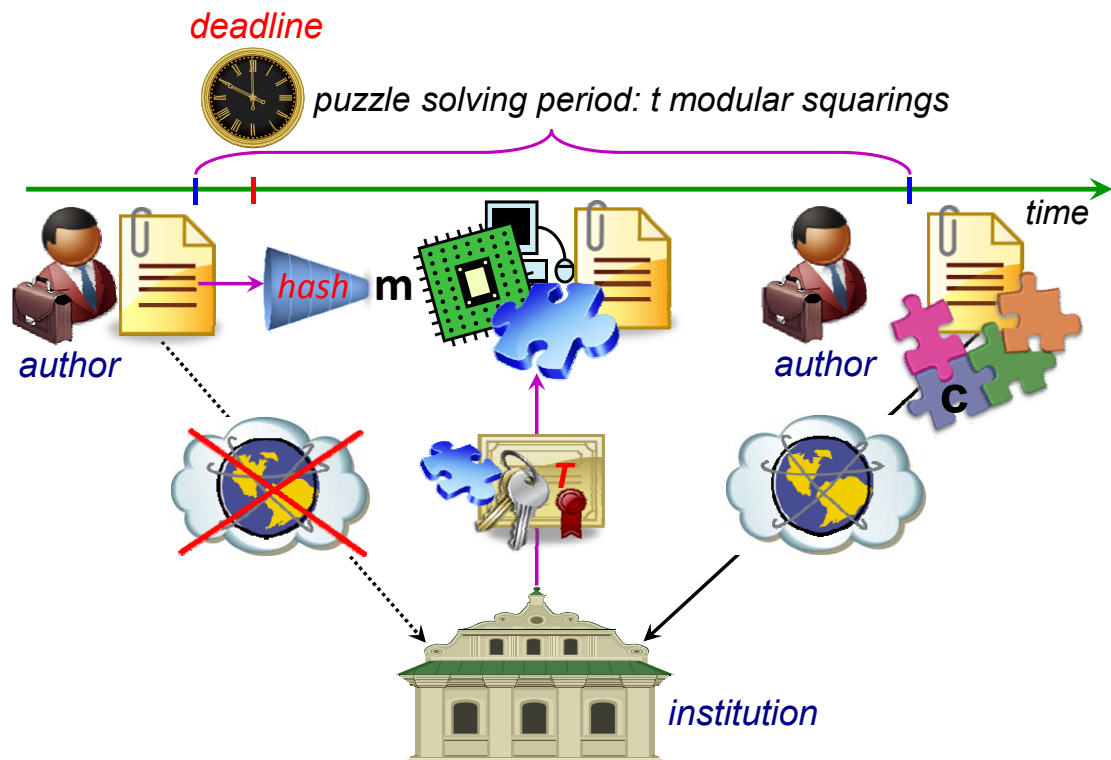 deadline
puzzle solving period: t modular squarings
time
hash
m
author
author
C
T
institution